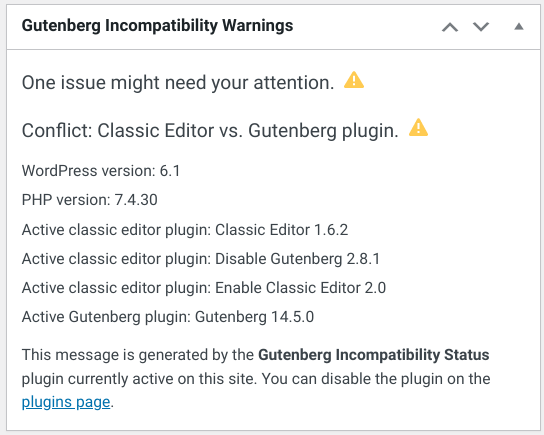 Gutenberg Incompatibility Warnings
One issue might need your attention.
Conflict: Classic Editor vs. Gutenberg plugin.
WordPress version: 6.1
PHP version: 7.4.30
Active classic editor plugin: Classic Editor 1.6.2
Active classic editor plugin: Disable Gutenberg 2.8.1
Active classic editor plugin: Enable Classic Editor 2.0
Active Gutenberg plugin: Gutenberg 14.5.0
This message is generated by the Gutenberg Incompatibility Status
plugin currently active on this site. You can disable the plugin on the
plugins page.